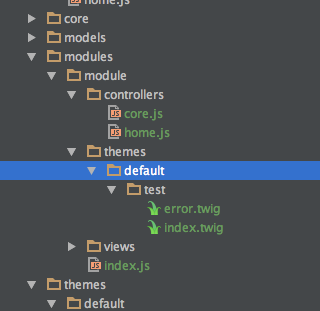 home.js
core
models
modules
module
controllers
core.js
home.js
themes
default
test
error.twig
index.twig
views
index.js
themes
default